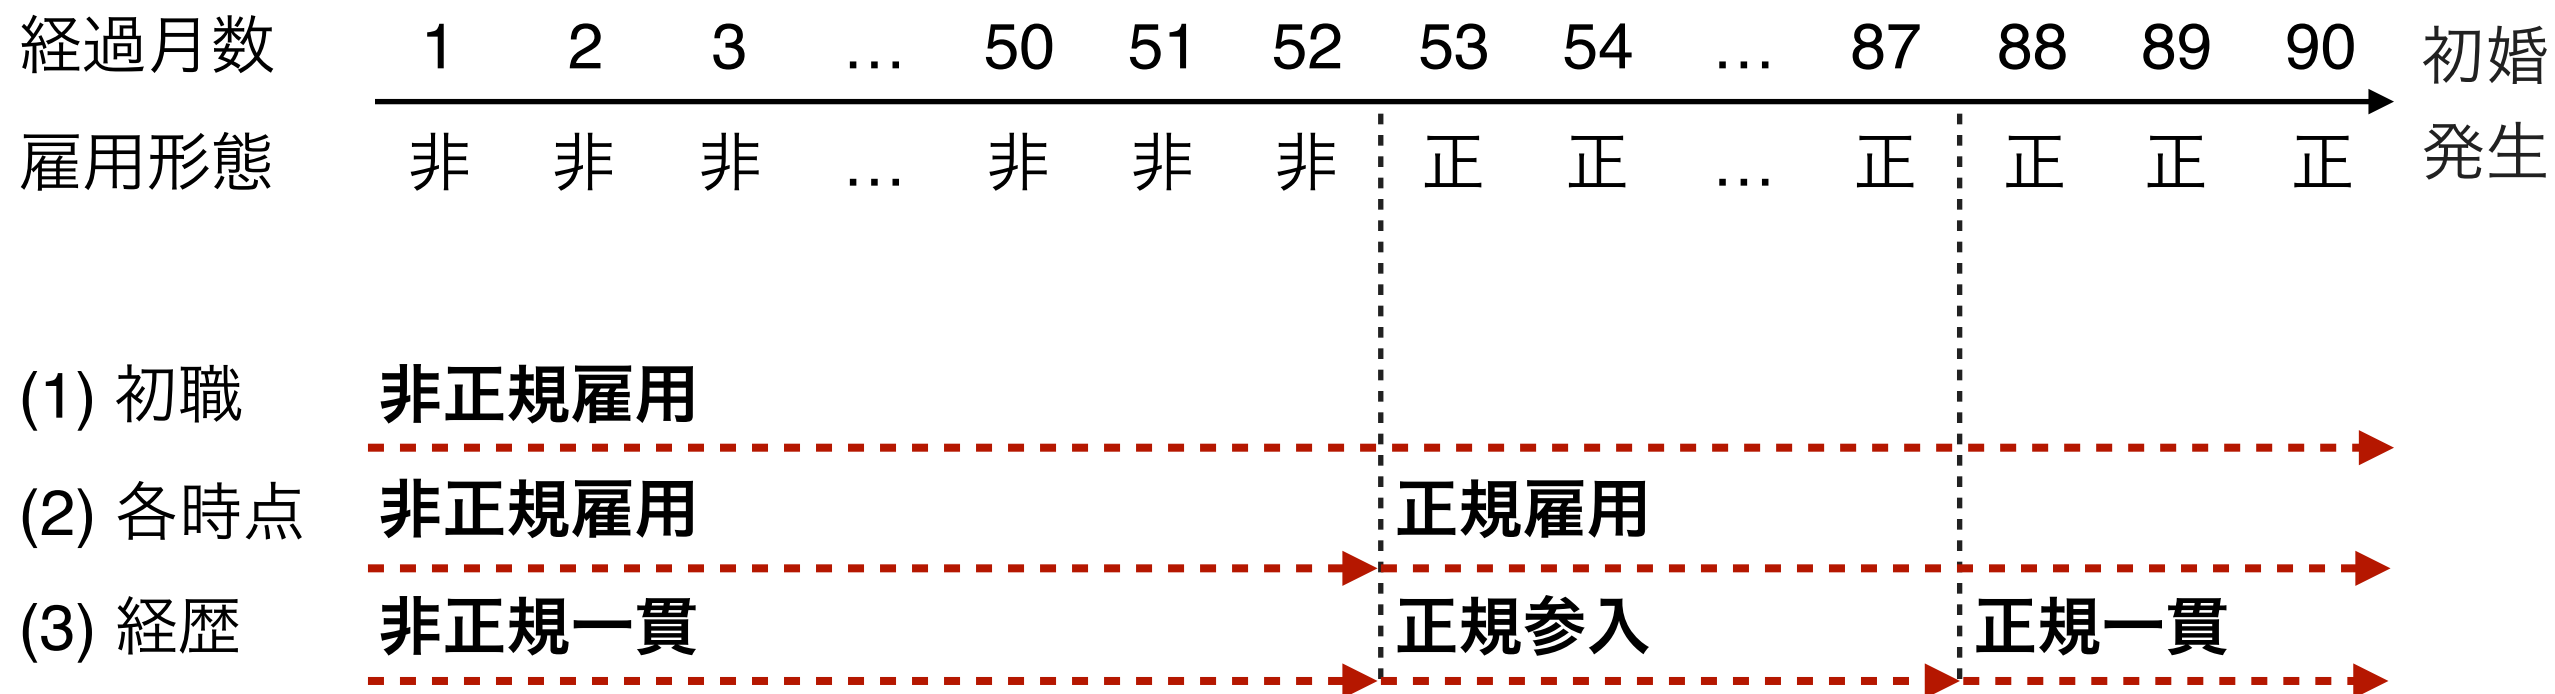 経過月数 1 2 3 … 50 51 52 53 54 … 87 88 89 90 初婚
雇用形態 非 非 非 … 非 非 非 正 正 … 正 正 正 正 発生
(1) 初職 非正規雇用
(2) 各時点 非正規雇用 正規雇用
(3) 経歴 非正規一貫 正規参入 正規一貫